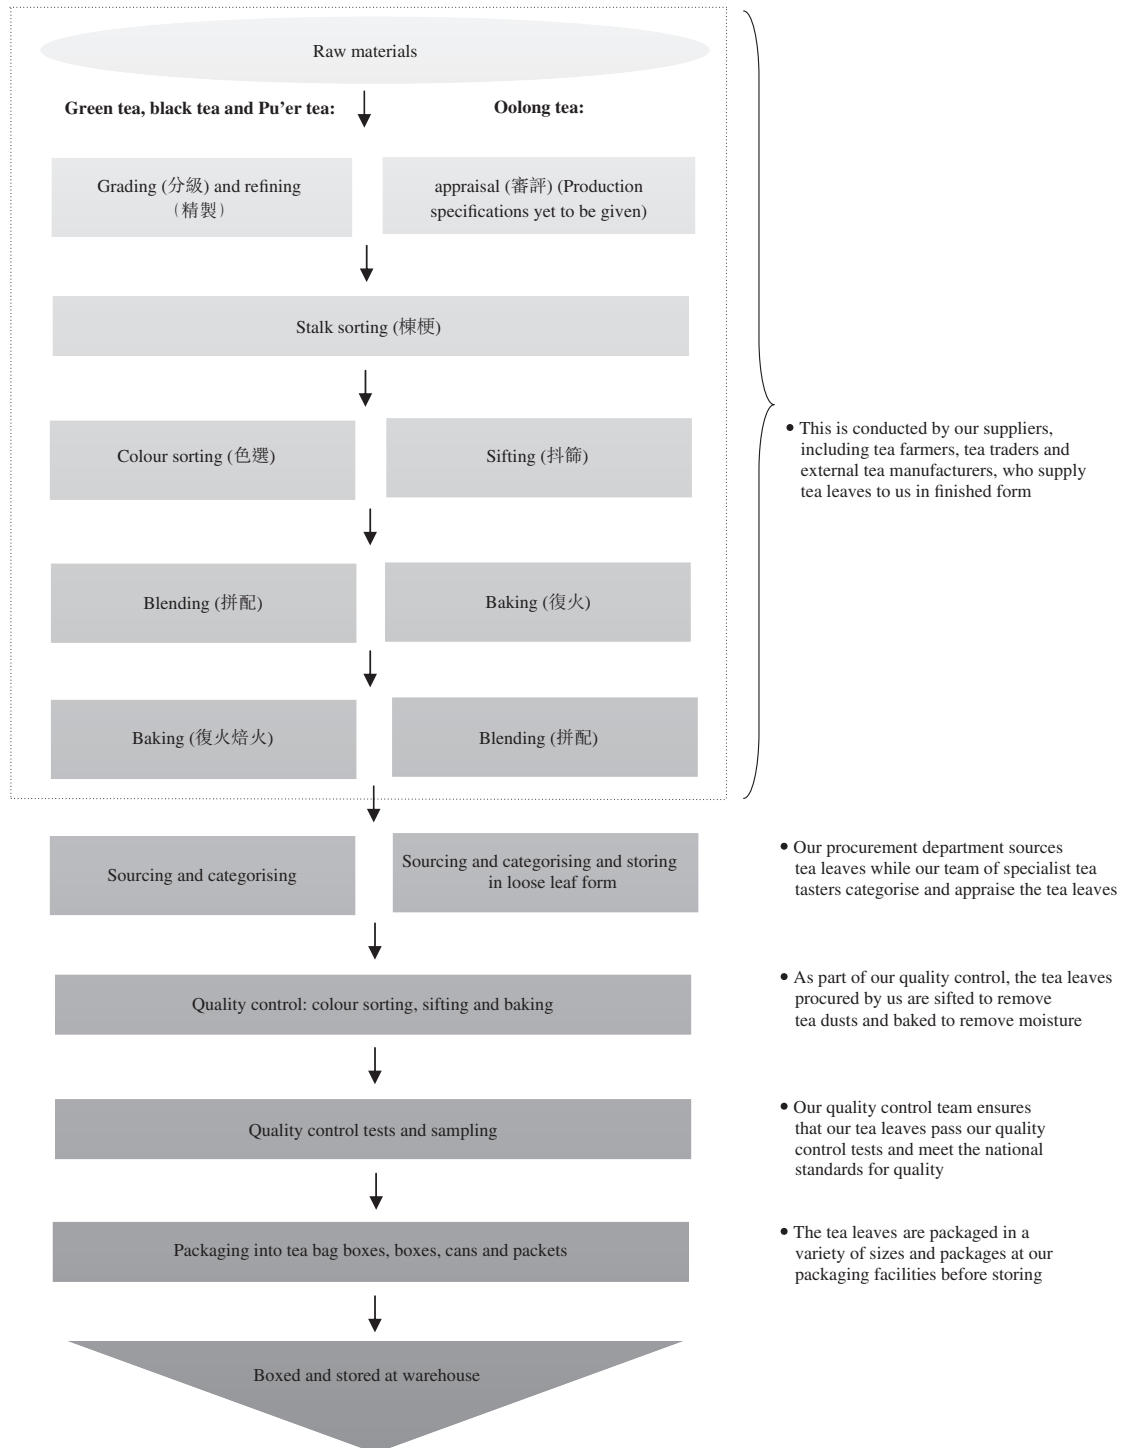 Raw materials
Green tea, black tea and Pu’er tea:
Oolong tea:
Grading (分級) and refining
(精製)
appraisal (審評) (Production
specifications yet to be given)
Stalk sorting (楝梗)
Colour sorting (色選)
Sifting (抖篩)
• This is conducted by our suppliers,
including tea farmers, tea traders and
external tea manufacturers, who supply
tea leaves to us in finished form
Blending (拼配)
Baking (復火)
Baking (復火焙火)
Blending (拼配)
Sourcing and categorising
Sourcing and categorising and storing
in loose leaf form
• Our procurement department sources
tea leaves while our team of specialist tea
tasters categorise and appraise the tea leaves
Quality control: colour sorting, sifting and baking
• As part of our quality control, the tea leaves
procured by us are sifted to remove
tea dusts and baked to remove moisture
Quality control tests and sampling
• Our quality control team ensures
that our tea leaves pass our quality
control tests and meet the national
standards for quality
Packaging into tea bag boxes, boxes, cans and packets
• The tea leaves are packaged in a
variety of sizes and packages at our
packaging facilities before storing
Boxed and stored at warehouse